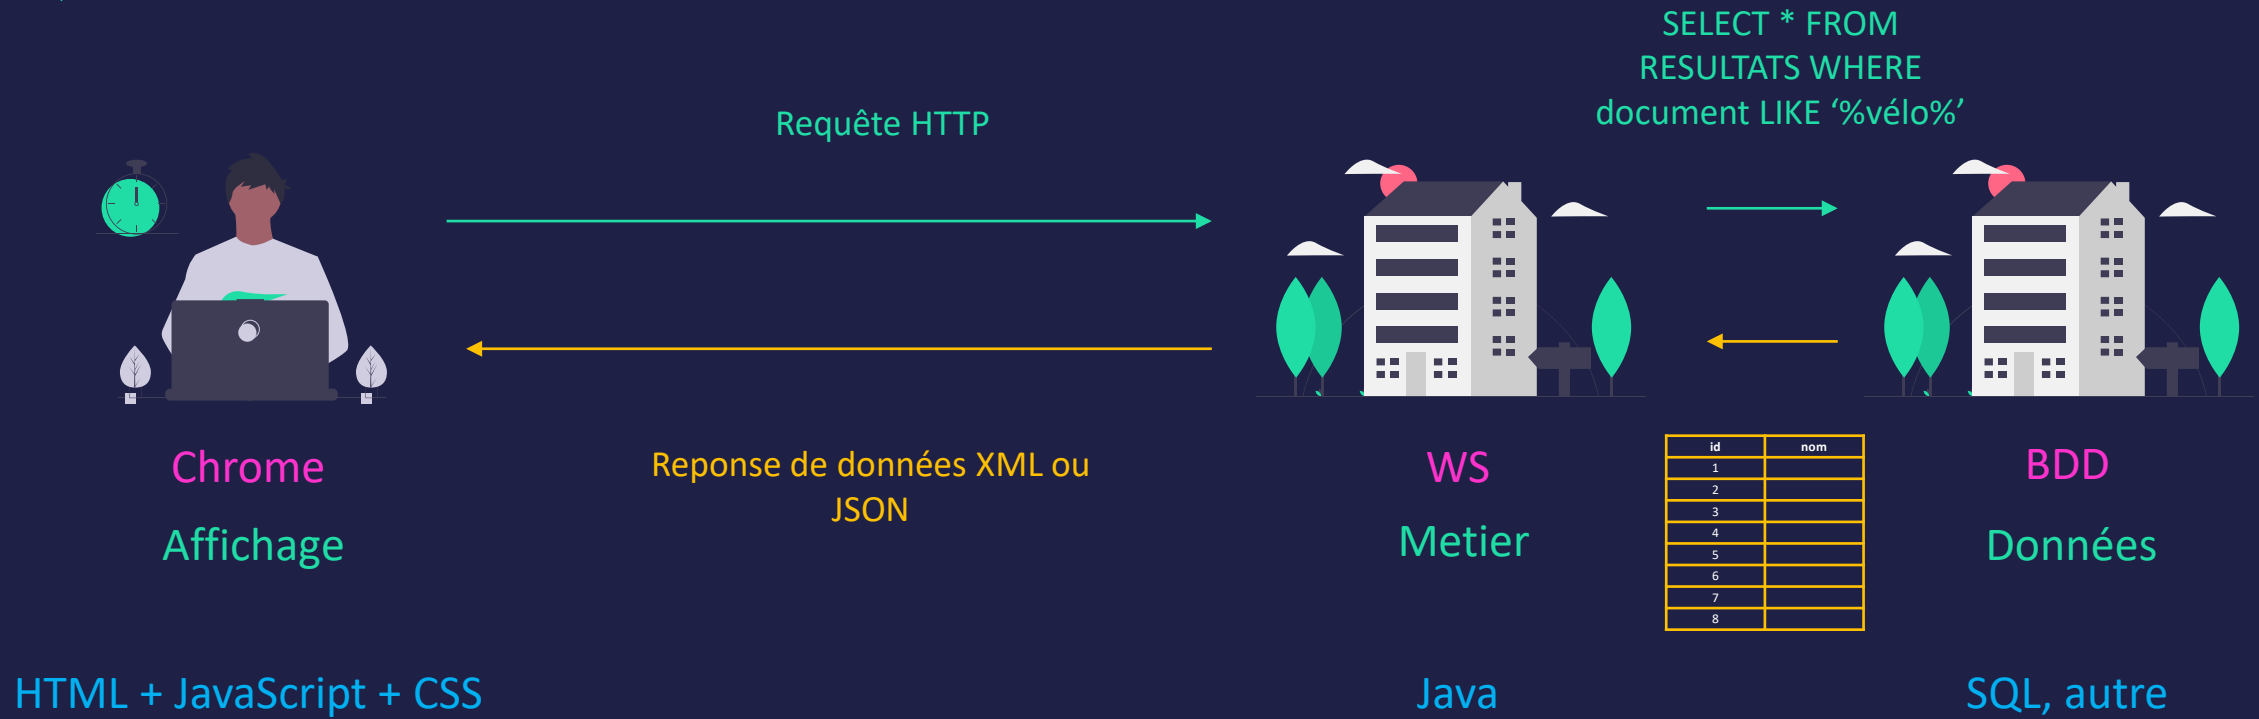 SELECT * FROM
RESULTATS WHERE
document LIKE ‘%vélo%’
Requête HTTP
Chrome
Affichage
Reponse de données XML ou
JSON
WS
Metier
id nom
1
2
3
4
5
6
7
8
BDD
Données
HTML + JavaScript + CSS
Java
SQL, autre